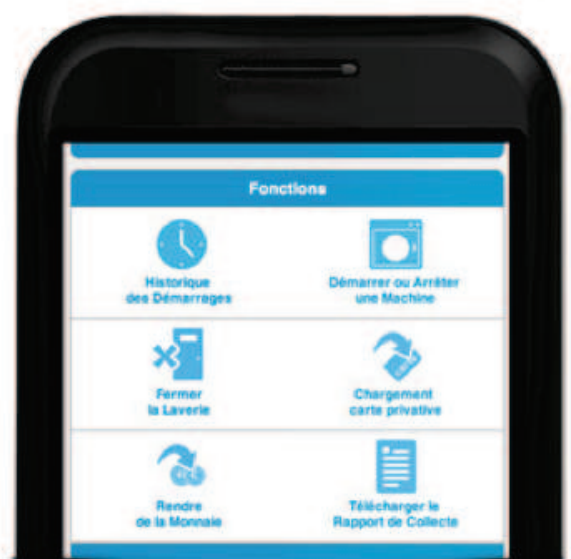 Fonctions
Historique
des Démarrages
Démarrer ou Arrêter
une Machine
Fermer
la Laverie
Chargement
carte privative
Rendre
de la Monnaie
Télécharger le
Rapport de Collecte